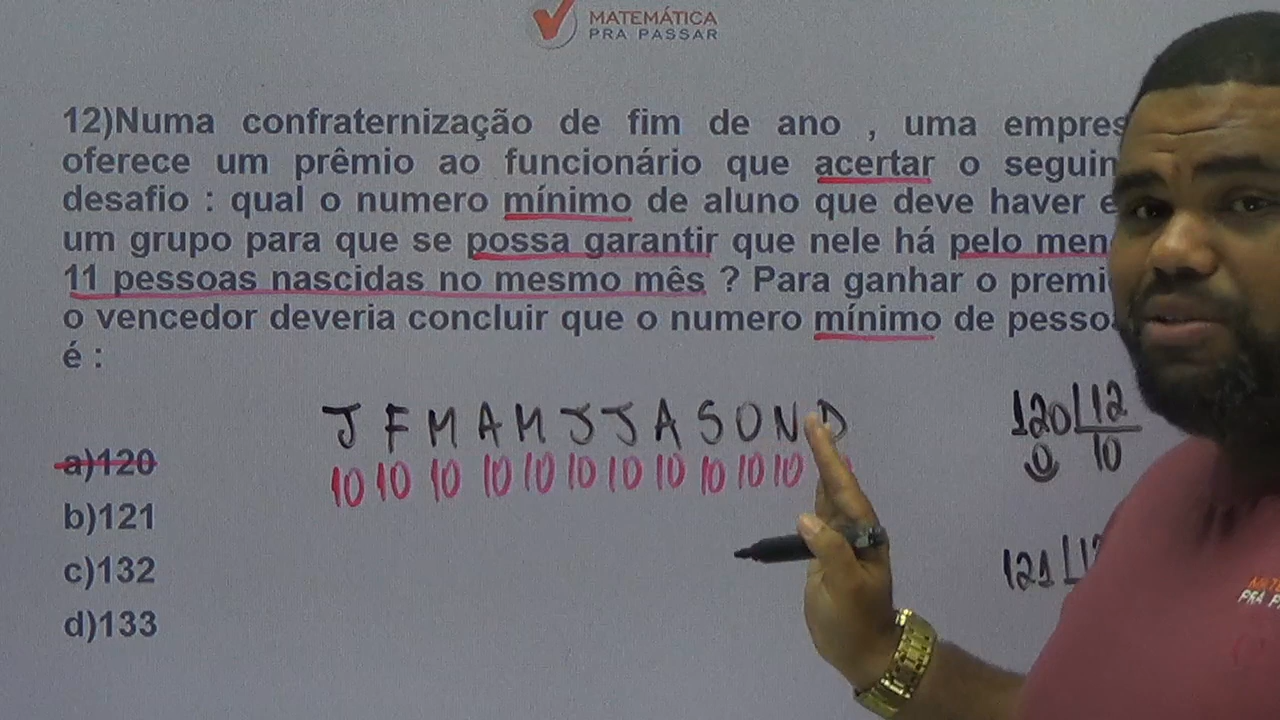 MATEMÁTICA
PRA PASSAR
12)Numa confraternização de fim de ano , uma empres
oferece um prêmio ao funcionário que acertar o seguin
desafio : qual o numero mínimo de aluno que deve haver e
um grupo para que se possa garantir que nele há pelo men
11 pessoas nascidas no mesmo mês ? Para ganhar o premi
o vencedor deveria concluir que o numero mínimo de pesso
é :
J F M A M J J A S O N D
10 10 10 10 10 10 10 10 10 10 10
120 12
0 10
a)120
b)121
c)132
d)133
121 12
PRA P